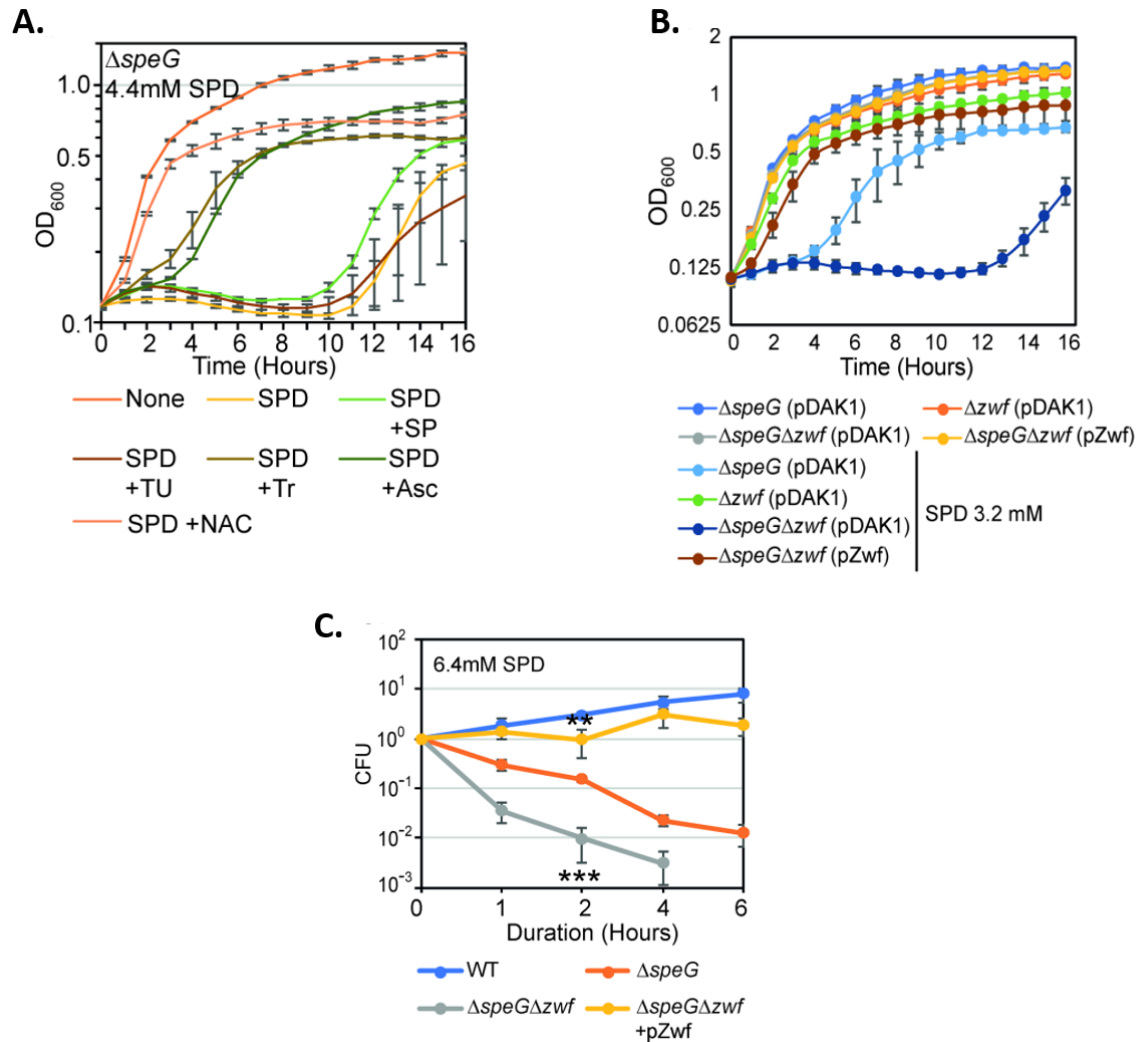 A.
ΔspeG
4.4mM SPD
1.0
0.5
0.1
OD600
0 2 4 6 8 10 12 14 16
Time (Hours)
None
SPD
SPD
+SP
SPD
+TU
SPD
+Tr
SPD
+Asc
SPD +NAC
B.
2
1
0.5
0.25
0.125
0.0625
OD600
0 2 4 6 8 10 12 14 16
Time (Hours)
ΔspeG (pDAK1)
Δzwf (pDAK1)
ΔspeGΔzwf (pDAK1)
ΔspeGΔzwf (pZwf)
ΔspeG (pDAK1)
Δzwf (pDAK1)
ΔspeGΔzwf (pDAK1)
ΔspeGΔzwf (pZwf)
SPD 3.2 mM
C.
6.4mM SPD
10²
10¹
10⁰
10⁻¹
10⁻²
10⁻³
CFU
**
***
0 1 2 4 6
Duration (Hours)
WT
ΔspeG
ΔspeGΔzwf
ΔspeGΔzwf
+pZwf